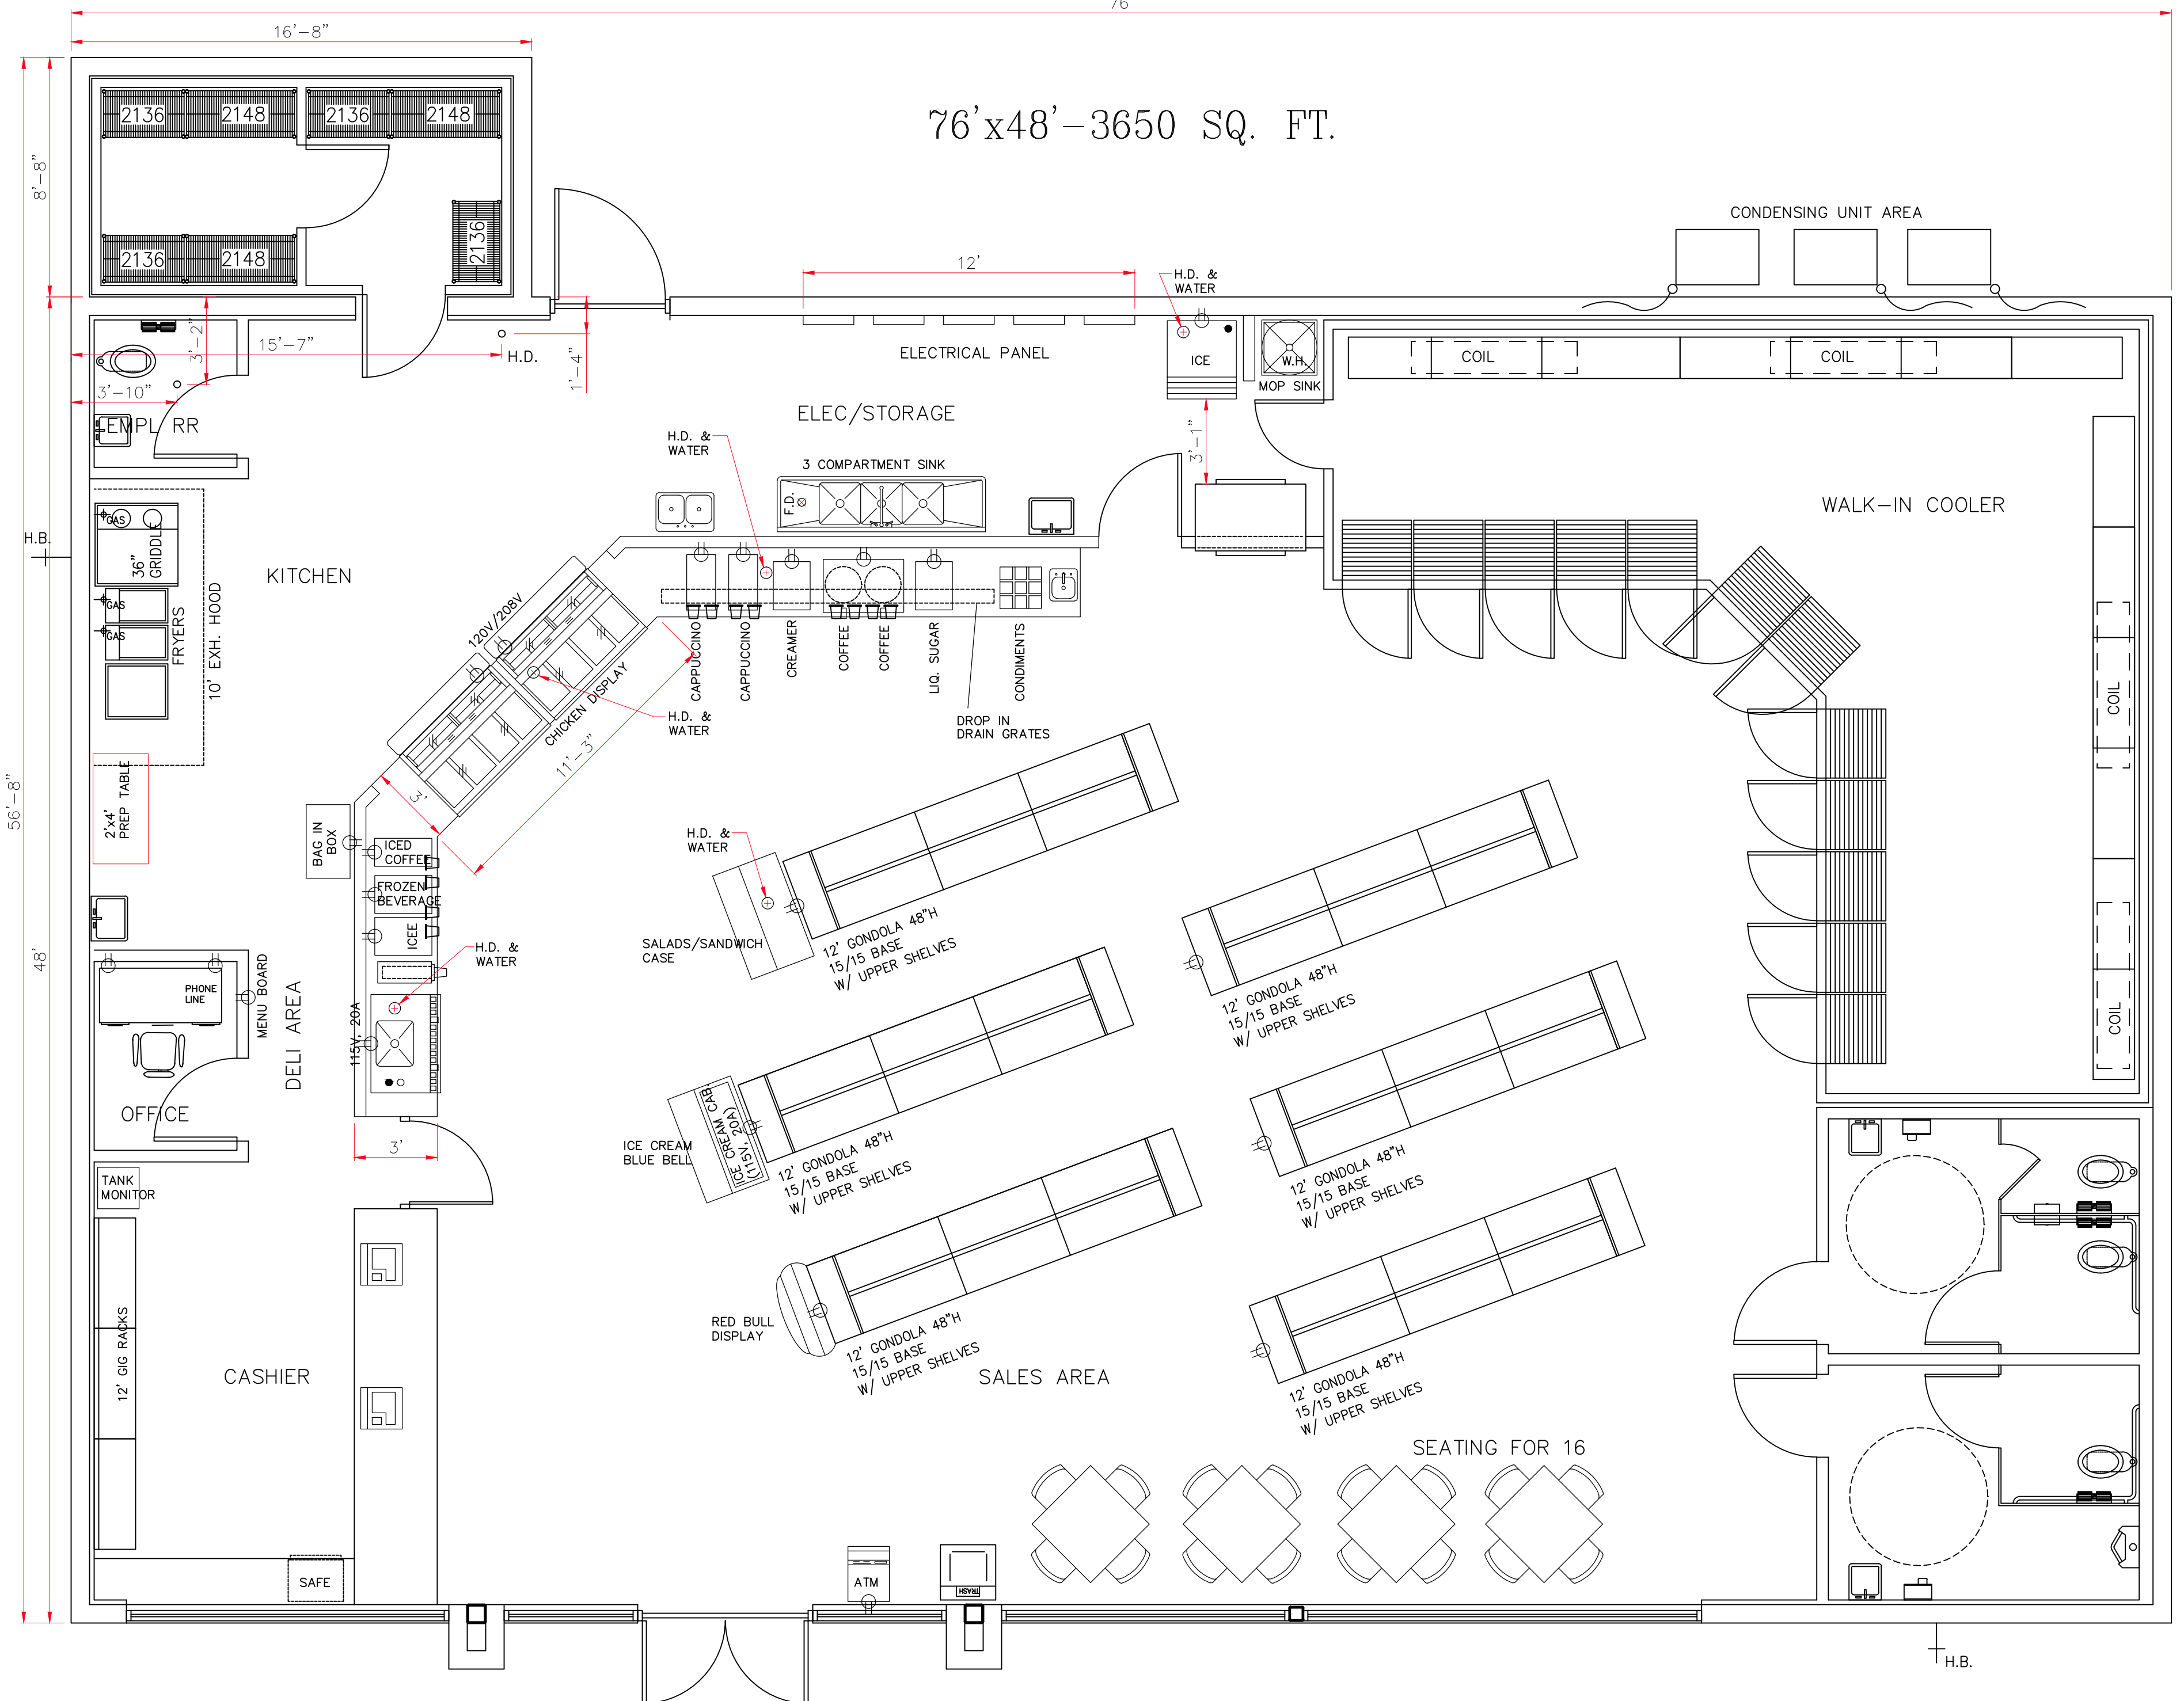 76'
16'-8"
76'x48'-3650 SQ. FT.
2136
2148
2136
2148
8'-8"
2136
2148
2136
CONDENSING UNIT AREA
12'
H.D. &
WATER
3'-2"
15'-7"
H.D.
1'-4"
3'-10"
EMPL RR
ELECTRICAL PANEL
ICE
W.H.
MOP SINK
COIL
COIL
ELEC/STORAGE
3'-1"
H.D. &
WATER
3 COMPARTMENT SINK
F.D.
WALK-IN COOLER
H.B.
GAS
36"
GRIDDLE
KITCHEN
GAS
GAS
FRYERS
10' EXH. HOOD
120V/208V
CHICKEN DISPLAY
11'-3"
3'
CAPPUCCINO
CAPPUCCINO
CREAMER
COFFEE
COFFEE
LIQ. SUGAR
CONDIMENTS
H.D. &
WATER
DROP IN
DRAIN GRATES
COIL
2'x4'
PREP TABLE
56'-8"
48'
BAG IN
BOX
ICED
COFFEE
FROZEN
BEVERAGE
ICEE
H.D. &
WATER
H.D. &
WATER
SALADS/SANDWICH
CASE
12' GONDOLA 48"H
15/15 BASE
W/ UPPER SHELVES
12' GONDOLA 48"H
15/15 BASE
W/ UPPER SHELVES
COIL
PHONE
LINE
MENU BOARD
DELI AREA
115V, 20A
OFFICE
3'
ICE CREAM
BLUE BELL
ICE CREAM CAB.
(115V, 20A)
12' GONDOLA 48"H
15/15 BASE
W/ UPPER SHELVES
12' GONDOLA 48"H
15/15 BASE
W/ UPPER SHELVES
TANK
MONITOR
12' GIG RACKS
CASHIER
RED BULL
DISPLAY
12' GONDOLA 48"H
15/15 BASE
W/ UPPER SHELVES
12' GONDOLA 48"H
15/15 BASE
W/ UPPER SHELVES
SALES AREA
SEATING FOR 16
SAFE
ATM
TRASH
H.B.